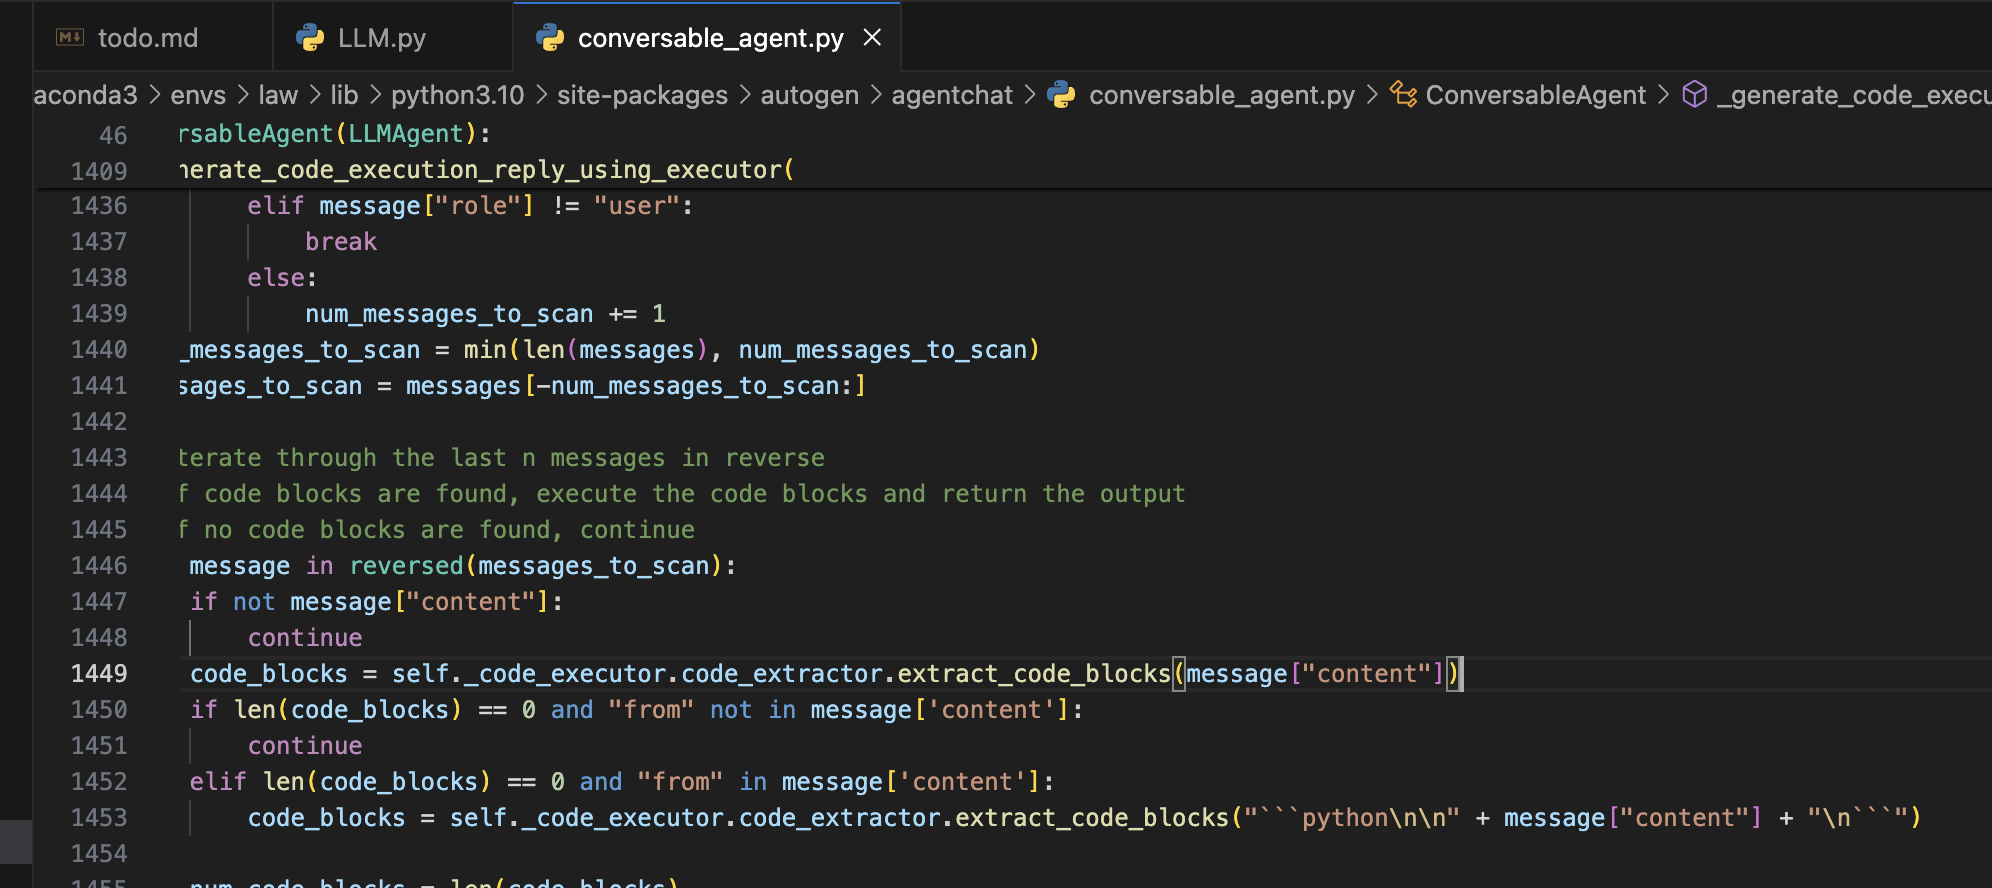 todo.md LLM.py conversable_agent.py
aconda3 > envs > law > lib > python3.10 > site-packages > autogen > agentchat > conversable_agent.py > ConversableAgent > _generate_code_execu
46 rsableAgent(LLMAgent):
1409 nerate_code_execution_reply_using_executor(
1436 elif message["role"] != "user":
1437 break
1438 else:
1439 num_messages_to_scan += 1
1440 _messages_to_scan = min(len(messages), num_messages_to_scan)
1441 sages_to_scan = messages[-num_messages_to_scan:]
1442
1443 terate through the last n messages in reverse
1444 f code blocks are found, execute the code blocks and return the output
1445 f no code blocks are found, continue
1446 message in reversed(messages_to_scan):
1447 if not message["content"]:
1448 continue
1449 code_blocks = self._code_executor.code_extractor.extract_code_blocks(message["content"])
1450 if len(code_blocks) == 0 and "from" not in message['content']:
1451 continue
1452 elif len(code_blocks) == 0 and "from" in message['content']:
1453 code_blocks = self._code_executor.code_extractor.extract_code_blocks("```python\n\n" + message["content"] + "\n```")
1454
1455 num_code_blocks = len(code_blocks)